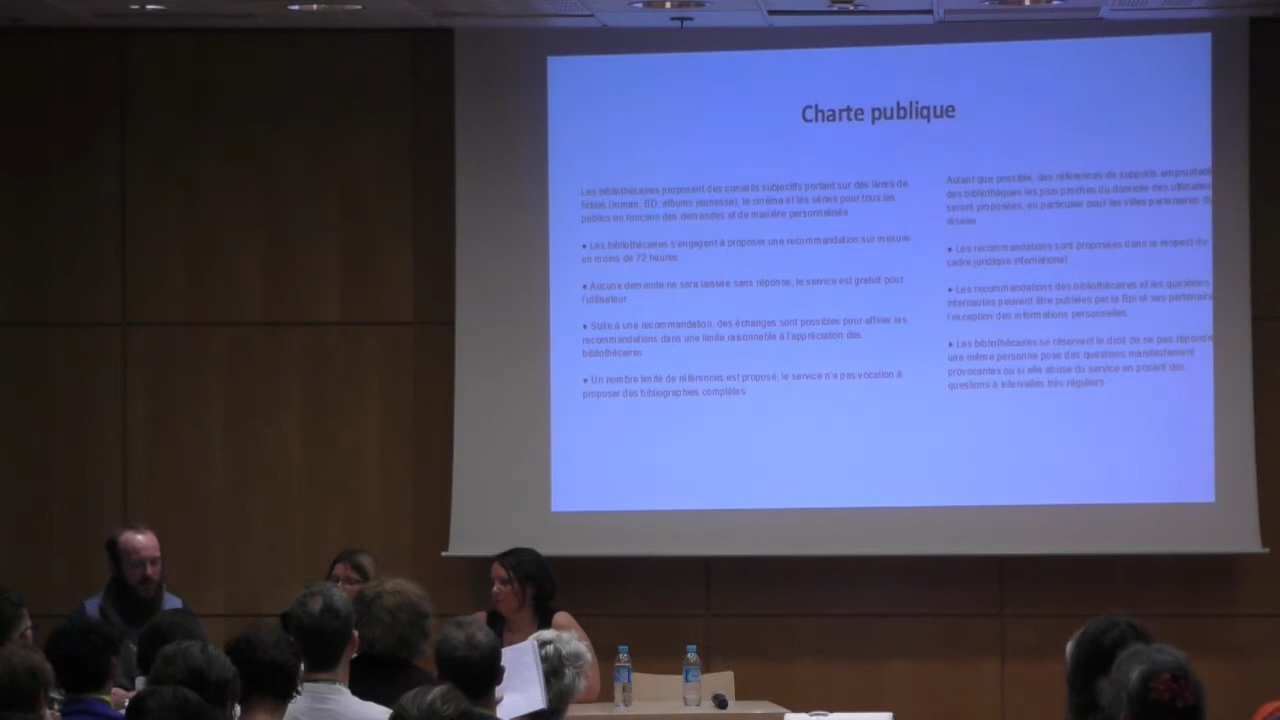 Charte publique
Les bibliothécaires proposent des conseils subjectifs portant sur des livres de
fiction (roman, BD, albums jeunesse), le cinéma et les séries pour tous les
publics en fonction des demandes et de manière personnalisée.
● Les bibliothécaires s'engagent à proposer une recommandation sur mesure
en moins de 72 heures
● Aucune demande ne sera laissée sans réponse, le service est gratuit pour
l'utilisateur
● Suite à une recommandation, des échanges sont possibles pour affiner les
recommandations dans une limite raisonnable à l'appréciation des
bibliothécaires
● Un nombre limité de références est proposé, le service n'a pas vocation à
proposer des bibliographies complètes
Autant que possible, des références de supports
des bibliothèques les plus proches du domicile des
seront proposées, en particulier pour les villes partenaires
réseau
● Les recommandations sont proposées dans le respect du
cadre juridique international.
● Les recommandations des bibliothécaires et les questions
internautes peuvent être publiées par la Bpi et ses
l'exception des informations personnelles
● Les bibliothécaires se réservent le droit de ne pas
une même personne pose des questions manifestement
provocantes ou si elle abuse du service en posant des
questions à intervalles très réguliers